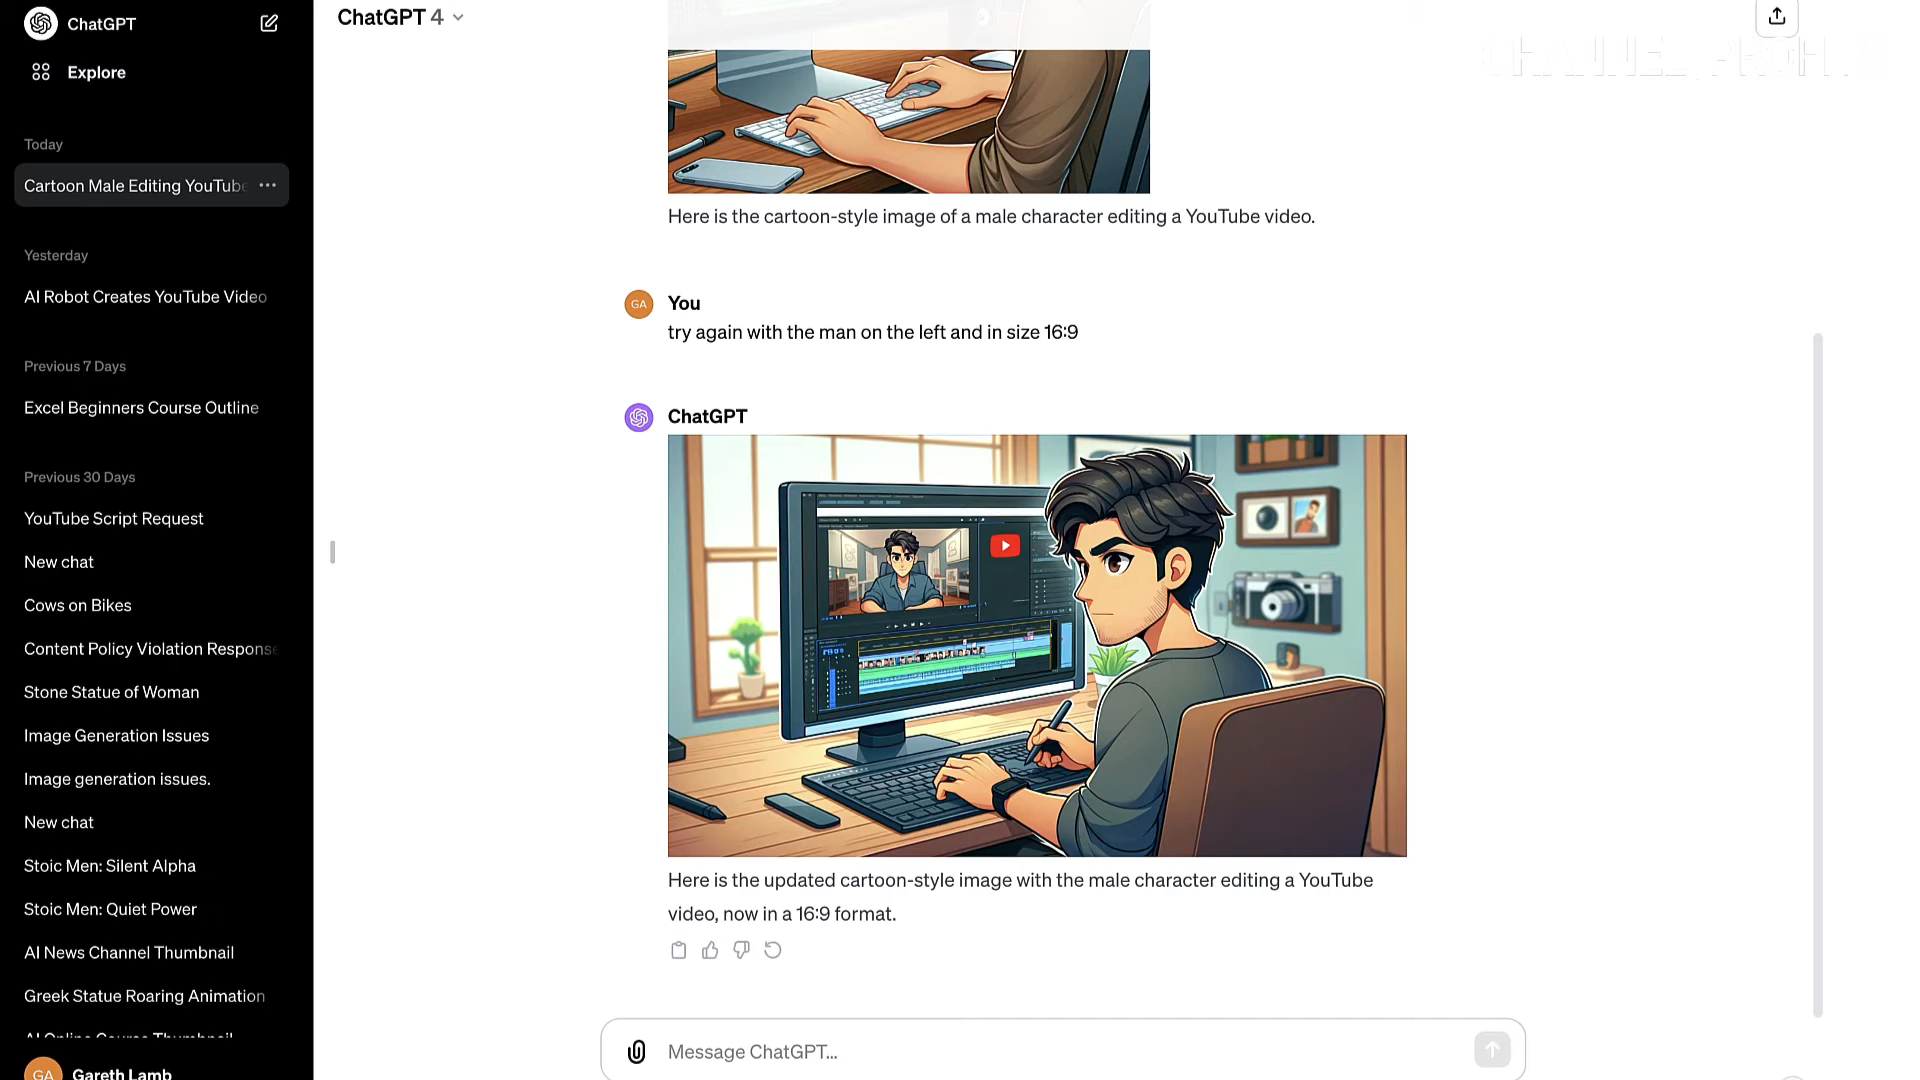 ChatGPT
Explore
Today
Cartoon Male Editing YouTube
Yesterday
AI Robot Creates YouTube Video
Previous 7 Days
Excel Beginners Course Outline
Previous 30 Days
YouTube Script Request
New chat
Cows on Bikes
Content Policy Violation Response
Stone Statue of Woman
Image Generation Issues
Image generation issues.
New chat
Stoic Men: Silent Alpha
Stoic Men: Quiet Power
AI News Channel Thumbnail
Greek Statue Roaring Animation
AI Online Course Thumbnail
GA
Gareth Lamb
ChatGPT 4
Here is the cartoon-style image of a male character editing a YouTube video.
GA
You
try again with the man on the left and in size 16:9
ChatGPT
Here is the updated cartoon-style image with the male character editing a YouTube
video, now in a 16:9 format.
Message ChatGPT...